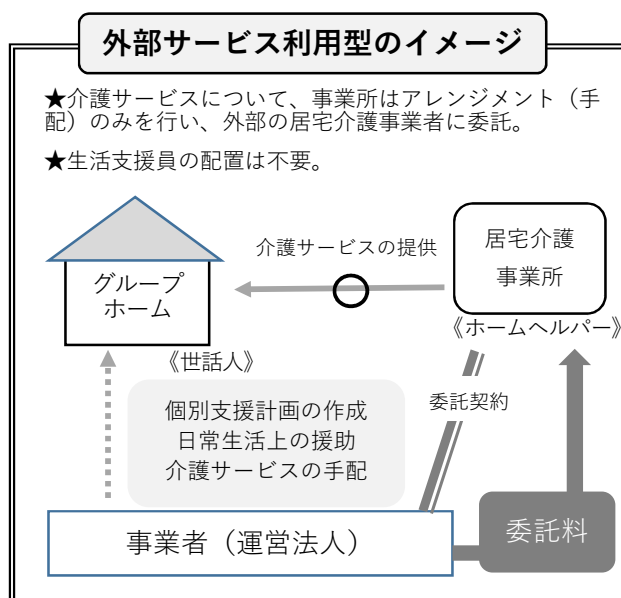 外部サービス利用型のイメージ
★介護サービスについて、事業所はアレンジメント（手
配）のみを行い、外部の居宅介護事業者に委託。
★生活支援員の配置は不要。
介護サービスの提供
居宅介護
事業所
グループ
ホーム
《ホームヘルパー》
《世話人》
個別支援計画の作成
日常生活上の援助
介護サービスの手配
委託契約
事業者（運営法人）
委託料